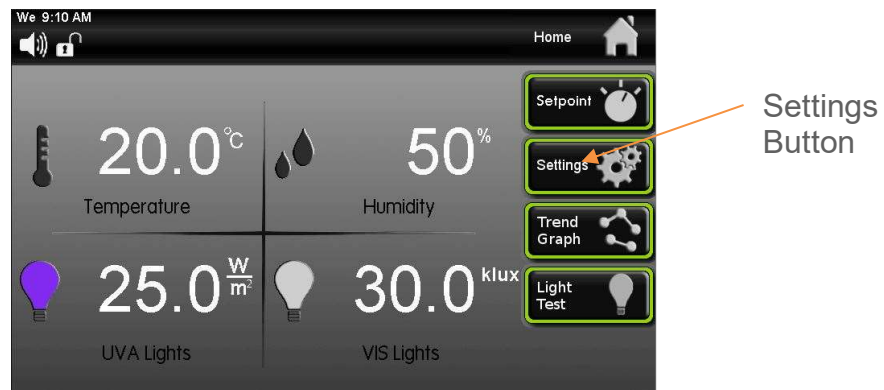 We 9:10 AM
Home
Setpoint
20.0°C
50%
Settings
Settings
Button
Temperature
Humidity
Trend
Graph
25.0 W/m²
30.0 klux
Light
Test
UVA Lights
VIS Lights